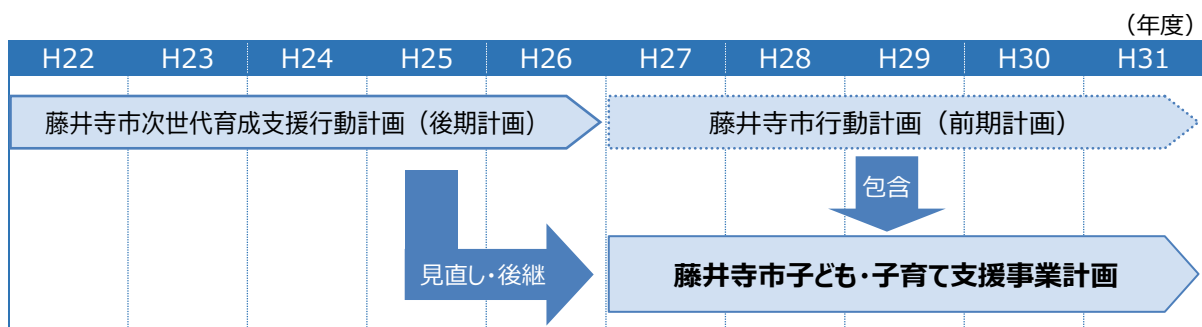 （年度）
H22 H23 H24 H25 H26 H27 H28 H29 H30 H31
藤井寺市次世代育成支援行動計画（後期計画） 藤井寺市行動計画（前期計画）
包含
見直し・後継 藤井寺市子ども・子育て支援事業計画